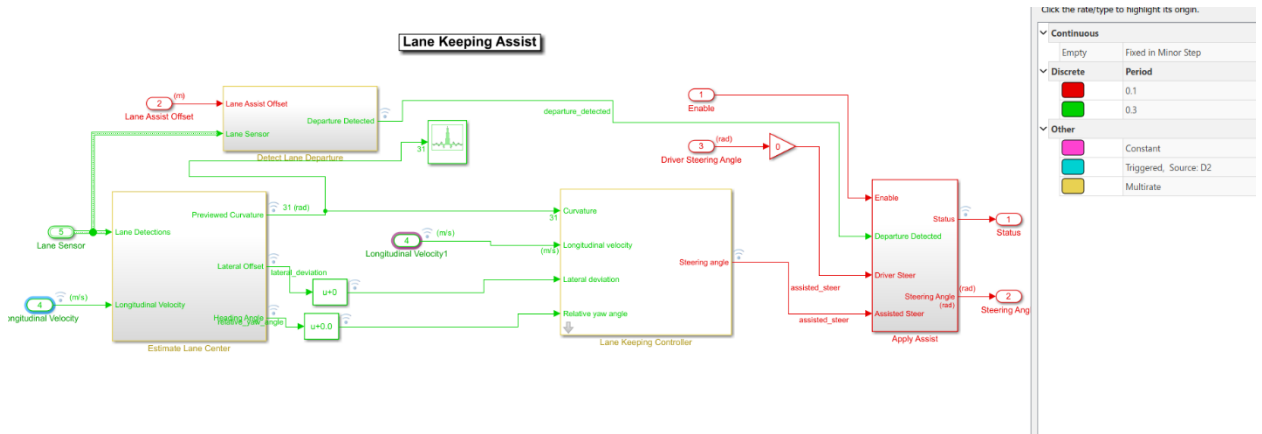 Click the rate/type to highlight its origin.
Lane Keeping Assist
Continuous
Empty Fixed in Minor Step
Discrete Period
0.1
0.3
Other
Constant
Triggered, Source: D2
Multirate
2
(m)
Lane Assist Offset
Lane Assist Offset
Lane Sensor
Departure Detected
Detect Lane Departure
departure_detected
31
1
Enable
3
(rad)
Driver Steering Angle
0
5
Lane Sensor
4
(m/s)
ongitudinal Velocity
Lane Detections
Longitudinal Velocity
Previewed Curvature
31 (rad)
Lateral Offset
lateral_deviation
Heading Angle
relative_yaw_angle
Estimate Lane Center
u+0
u+0.0
4
(m/s)
Longitudinal Velocity1
Curvature
31
Longitudinal velocity
(m/s)
Lateral deviation
Relative yaw angle
Steering angle
Lane Keeping Controller
assisted_steer
assisted_steer
Enable
Departure Detected
Driver Steer
Assisted Steer
Status
Steering Angle
(rad)
Apply Assist
1
Status
(rad)
2
Steering Ang